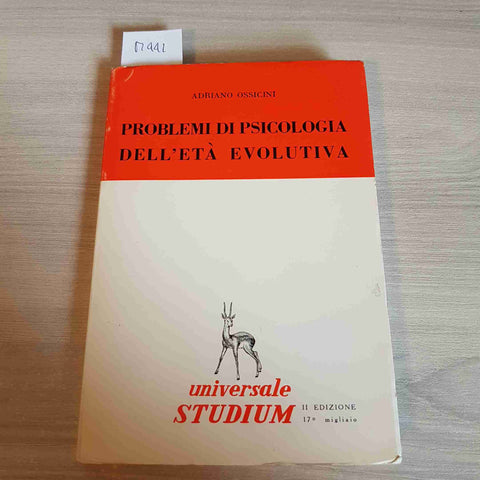 ADRIANO OSSICINI
PROBLEMI DI PSICOLOGIA
DELL'ETÀ EVOLUTIVA
universale
STUDIUM
II EDIZIONE
17° migliaio